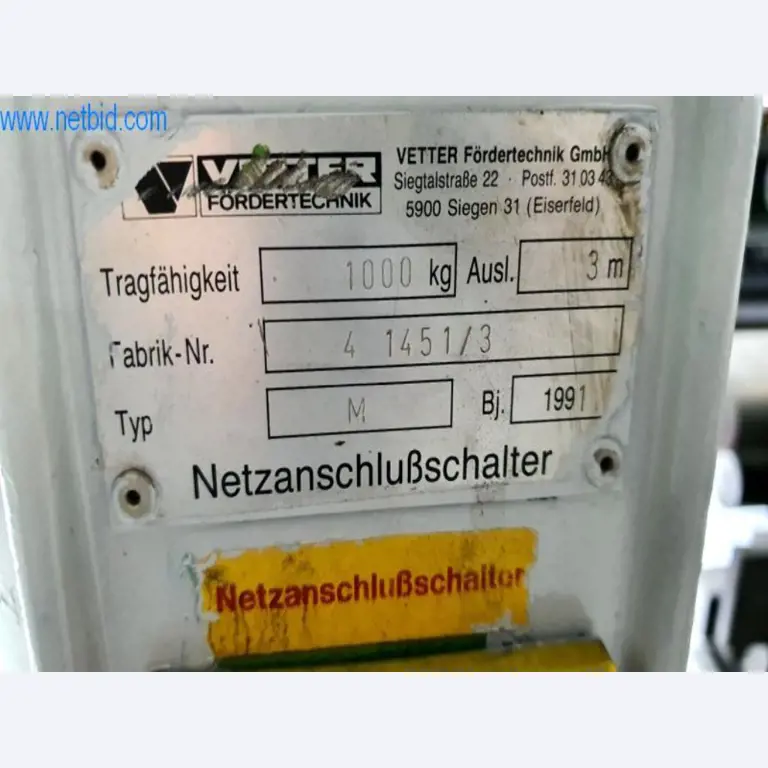 www.netbid.com
VETTER
FÖRDERTECHNIK
VETTER Fördertechnik GmbH
Siegtalstraße 22 · Postf. 31 03 43
5900 Siegen 31 (Eiserfeld)
Tragfähigkeit 1000 kg Ausl. 3 m
Fabrik-Nr. 4 1451/3
Typ M Bj. 1991
Netzanschlußschalter
Netzanschlußschalter